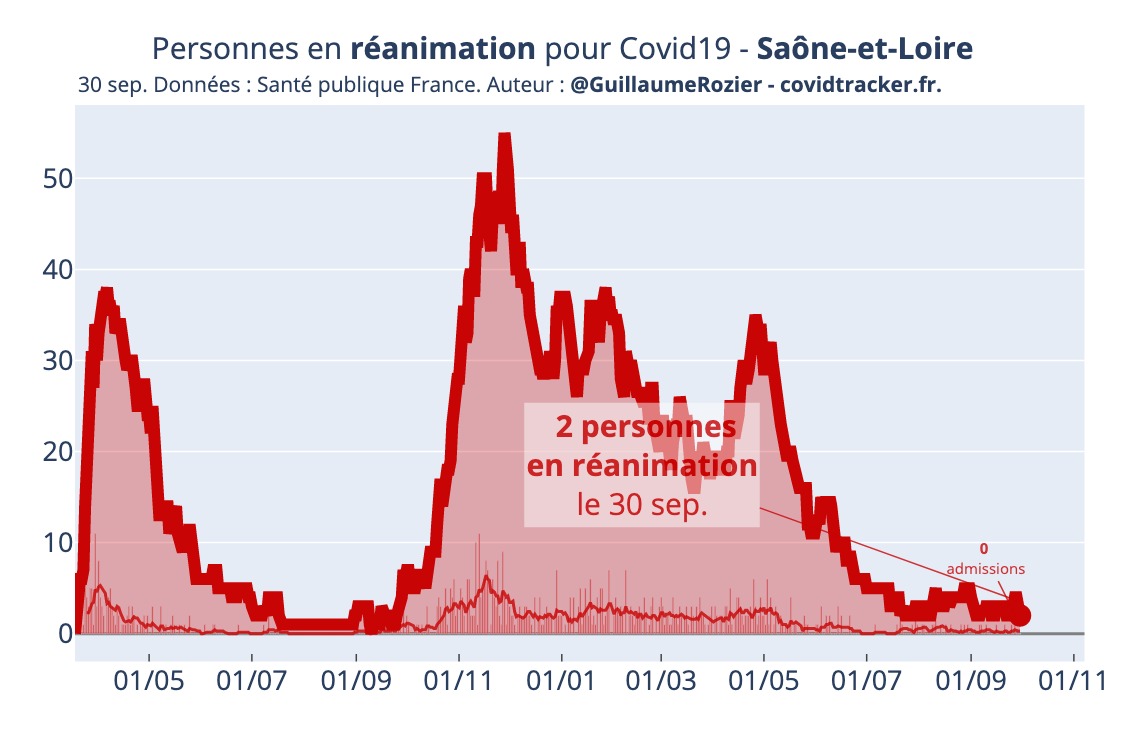 Personnes en réanimation pour Covid19 - Saône-et-Loire
30 sep. Données : Santé publique France. Auteur : @GuillaumeRozier - covidtracker.fr.
50
40
30
20
10
0
2 personnes
en réanimation
le 30 sep.
0
admissions
01/05 01/07 01/09 01/11 01/01 01/03 01/05 01/07 01/09 01/11